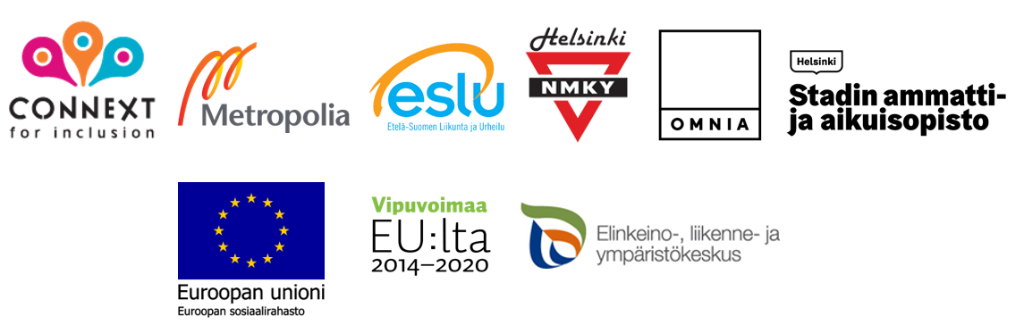 CONNEXT
for inclusion
Metropolia
eslu
Etelä-Suomen Liikunta ja Urheilu
Helsinki
NMKY
OMNIA
Helsinki
Stadin ammatti-
ja aikuisopisto
Euroopan unioni
Euroopan sosiaalirahasto
Vipuvoimaa
EU:lta
2014–2020
Elinkeino-, liikenne- ja
ympäristökeskus